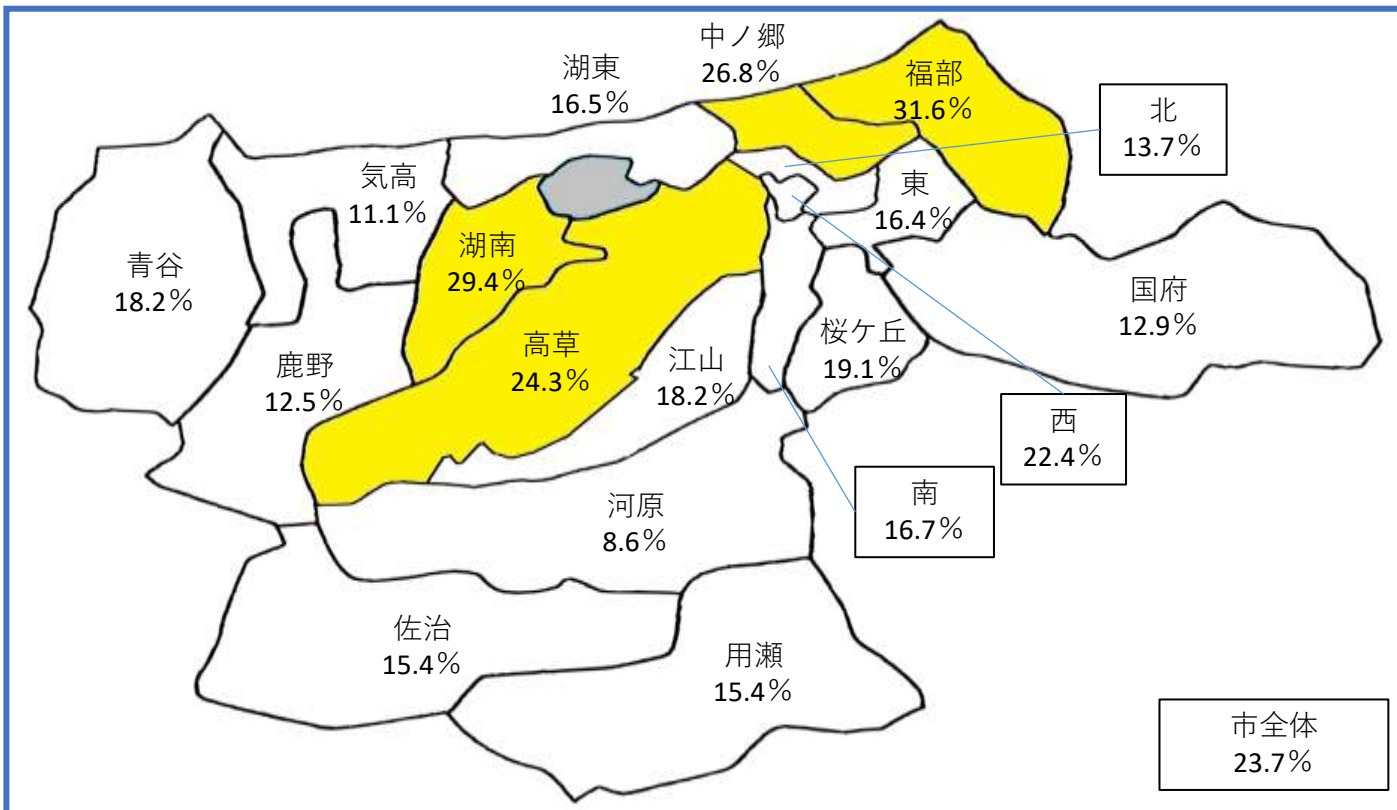 中ノ郷
26.8%
福部
31.6%
湖東
16.5%
北
13.7%
気高
11.1%
東
16.4%
湖南
29.4%
青谷
18.2%
国府
12.9%
高草
24.3%
江山
18.2%
桜ケ丘
19.1%
鹿野
12.5%
西
22.4%
南
16.7%
河原
8.6%
佐治
15.4%
用瀬
15.4%
市全体
23.7%